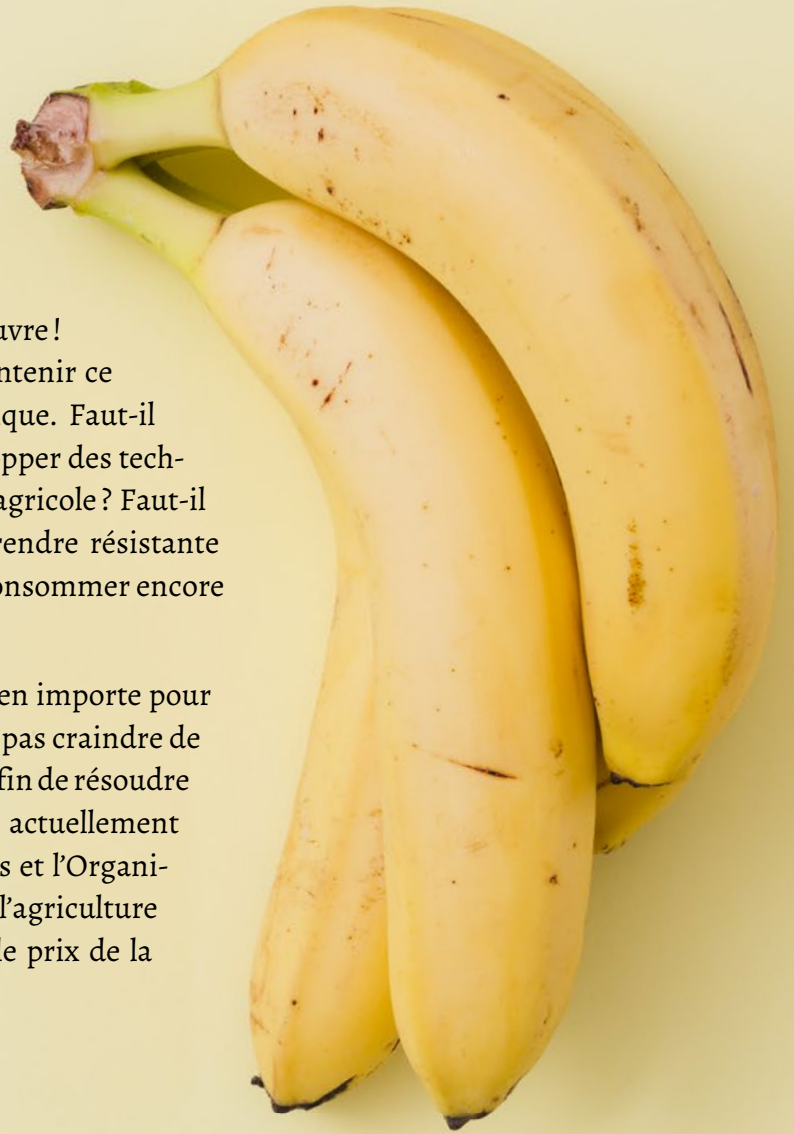 uvre !
ntenir ce
que. Faut-il
pper des tech-
agricole ? Faut-il
rendre résistante
onsommer encore
en importe pour
pas craindre de
fin de résoudre
actuellement
s et l’Organi-
l’agriculture
le prix de la